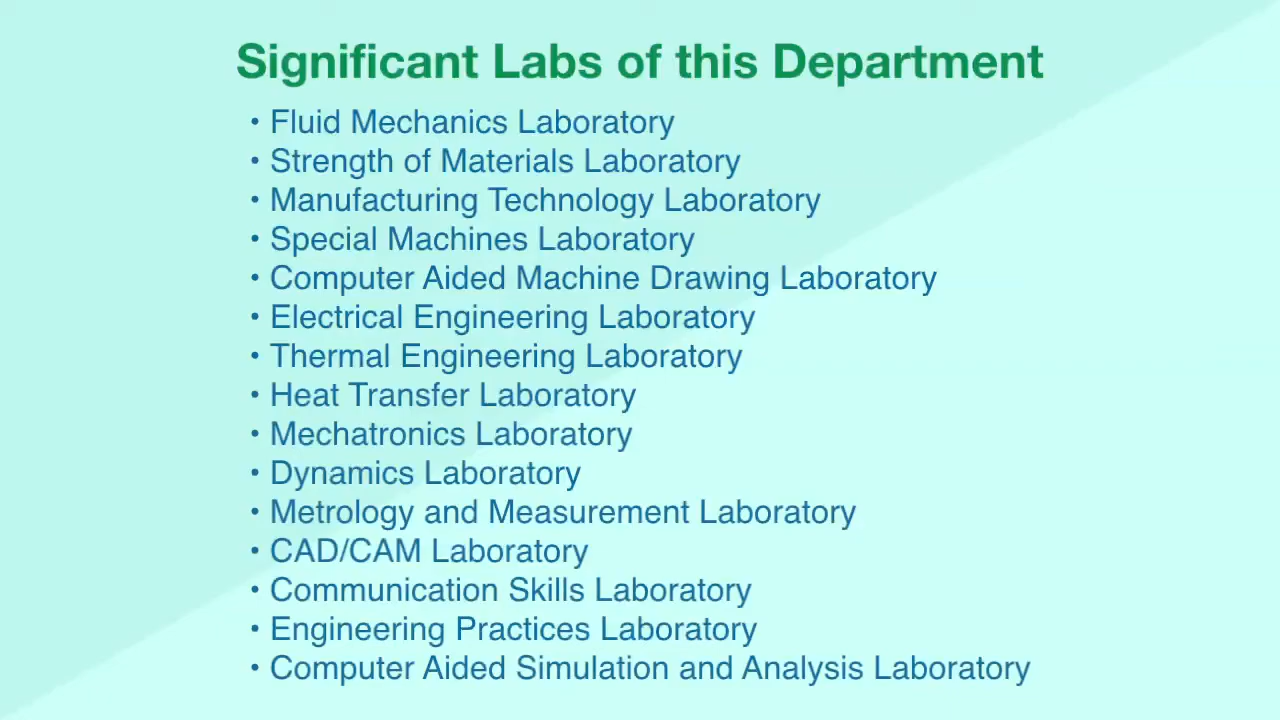 Significant Labs of this Department
• Fluid Mechanics Laboratory
• Strength of Materials Laboratory
• Manufacturing Technology Laboratory
• Special Machines Laboratory
• Computer Aided Machine Drawing Laboratory
• Electrical Engineering Laboratory
• Thermal Engineering Laboratory
• Heat Transfer Laboratory
• Mechatronics Laboratory
• Dynamics Laboratory
• Metrology and Measurement Laboratory
• CAD/CAM Laboratory
• Communication Skills Laboratory
• Engineering Practices Laboratory
• Computer Aided Simulation and Analysis Laboratory